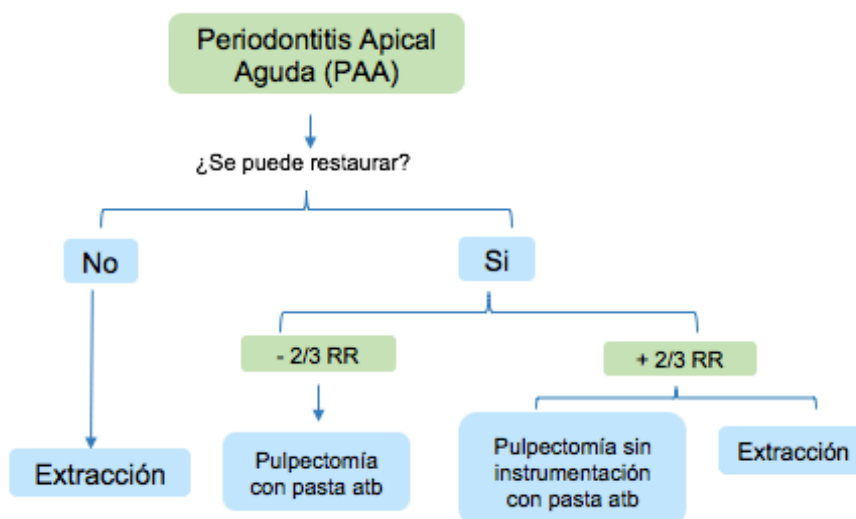 Periodontitis Apical
Aguda (PAA)
¿Se puede restaurar?
No
Si
- 2/3 RR
+ 2/3 RR
Extracción
Pulpectomía
con pasta atb
Pulpectomía sin
instrumentación
con pasta atb
Extracción